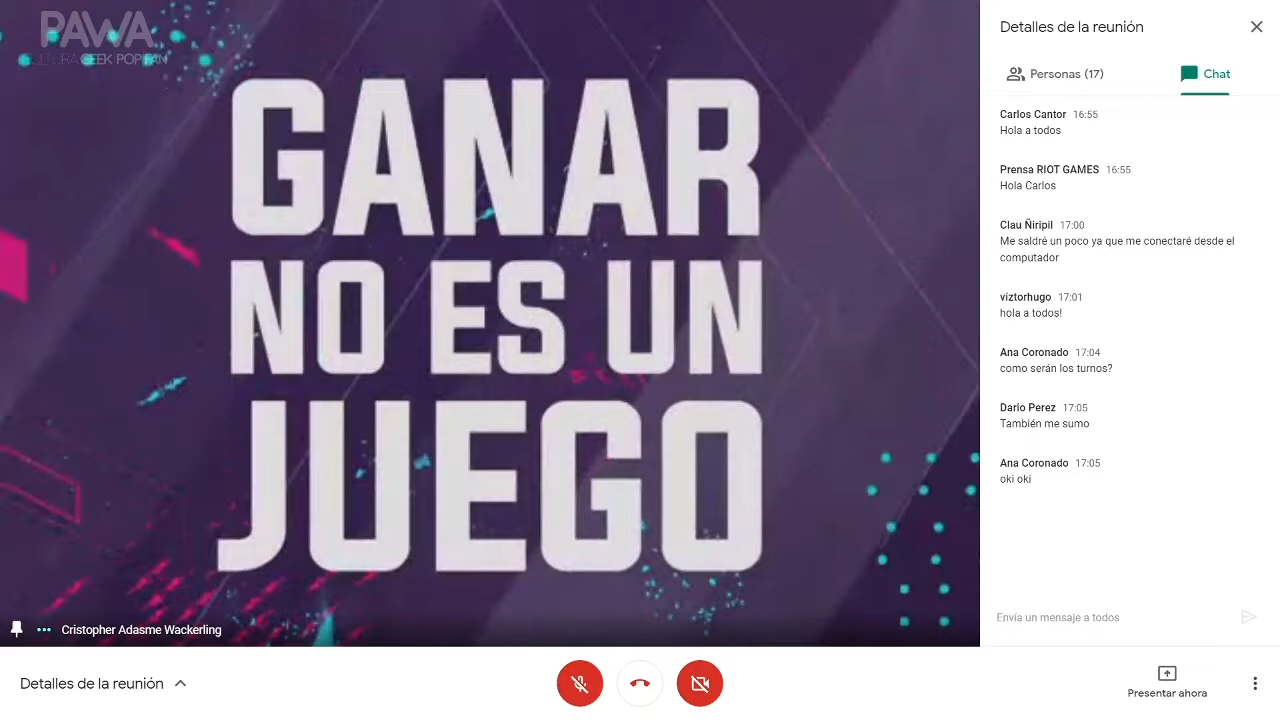 PAWA
CULTURA GEEK POP FAN
GANAR
NO ES UN
JUEGO
Cristopher Adasme Wackerling
Detalles de la reunión
Personas (17)
Chat
Carlos Cantor 16:55
Hola a todos
Prensa RIOT GAMES 16:55
Hola Carlos
Clau Ñiripil 17:00
Me saldré un poco ya que me conectaré desde el
computador
víztorhugo 17:01
hola a todos!
Ana Coronado 17:04
como serán los turnos?
Dario Perez 17:05
También me sumo
Ana Coronado 17:05
oki oki
Envía un mensaje a todos
Detalles de la reunión
Presentar ahora